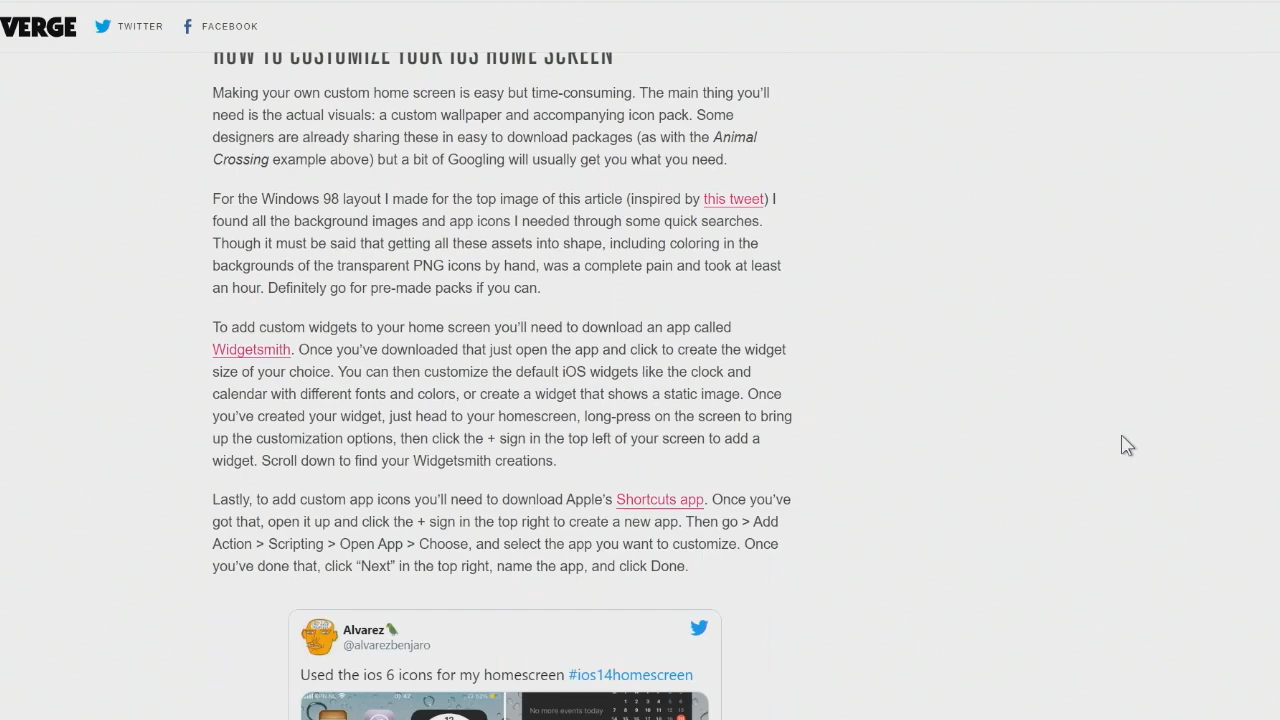 VERGE TWITTER FACEBOOK
HOW TO CUSTOMIZE YOUR IOS HOME SCREEN
Making your own custom home screen is easy but time-consuming. The main thing you’ll
need is the actual visuals: a custom wallpaper and accompanying icon pack. Some
designers are already sharing these in easy to download packages (as with the Animal
Crossing example above) but a bit of Googling will usually get you what you need.
For the Windows 98 layout I made for the top image of this article (inspired by this tweet) I
found all the background images and app icons I needed through some quick searches.
Though it must be said that getting all these assets into shape, including coloring in the
backgrounds of the transparent PNG icons by hand, was a complete pain and took at least
an hour. Definitely go for pre-made packs if you can.
To add custom widgets to your home screen you’ll need to download an app called
Widgetsmith. Once you’ve downloaded that just open the app and click to create the widget
size of your choice. You can then customize the default iOS widgets like the clock and
calendar with different fonts and colors, or create a widget that shows a static image. Once
you’ve created your widget, just head to your homescreen, long-press on the screen to bring
up the customization options, then click the + sign in the top left of your screen to add a
widget. Scroll down to find your Widgetsmith creations.
Lastly, to add custom app icons you’ll need to download Apple’s Shortcuts app. Once you’ve
got that, open it up and click the + sign in the top right to create a new app. Then go > Add
Action > Scripting > Open App > Choose, and select the app you want to customize. Once
you’ve done that, click “Next” in the top right, name the app, and click Done.
Alvarez
@alvarezbenjaro
Used the ios 6 icons for my homescreen #ios14homescreen
No more events today